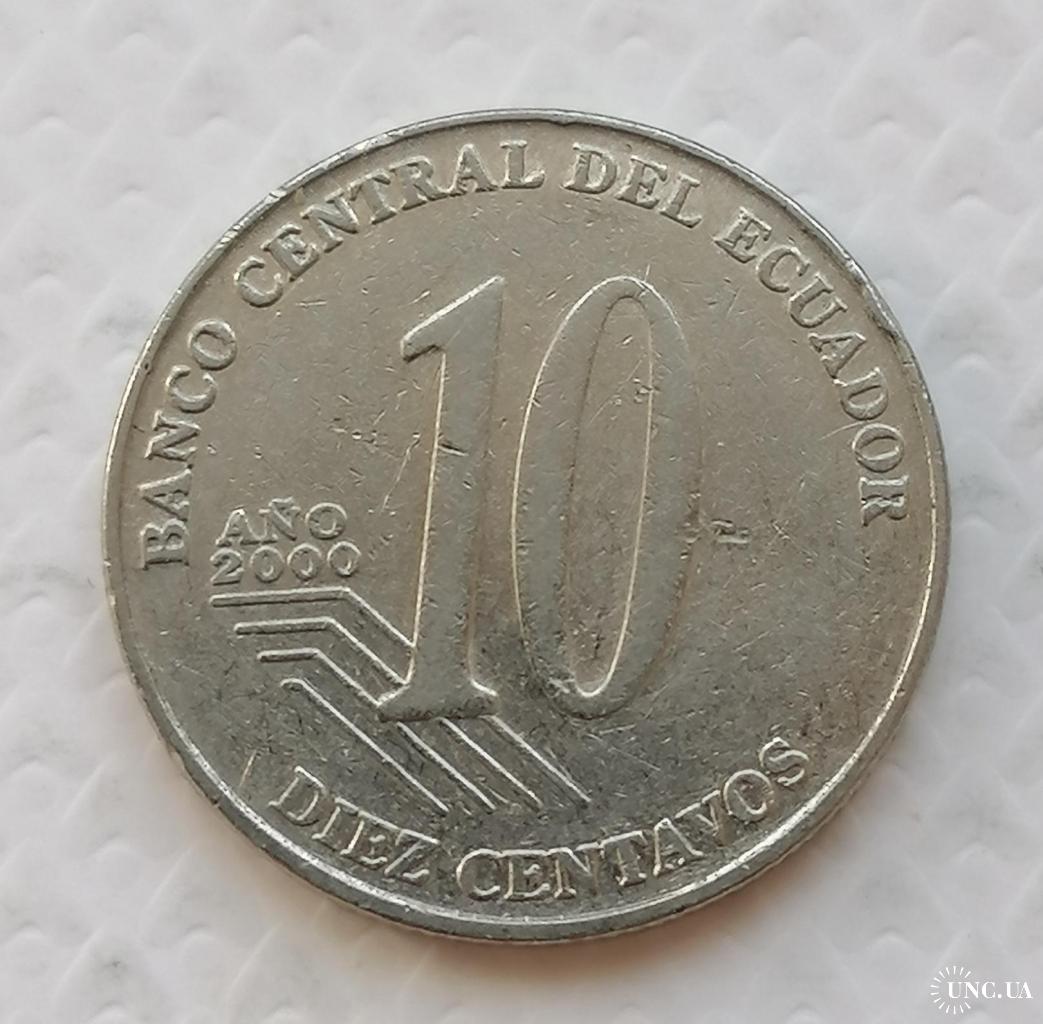 BANCO CENTRAL DEL ECUADOR
10
AÑO
2000
DIEZ CENTAVOS
UNC.UA